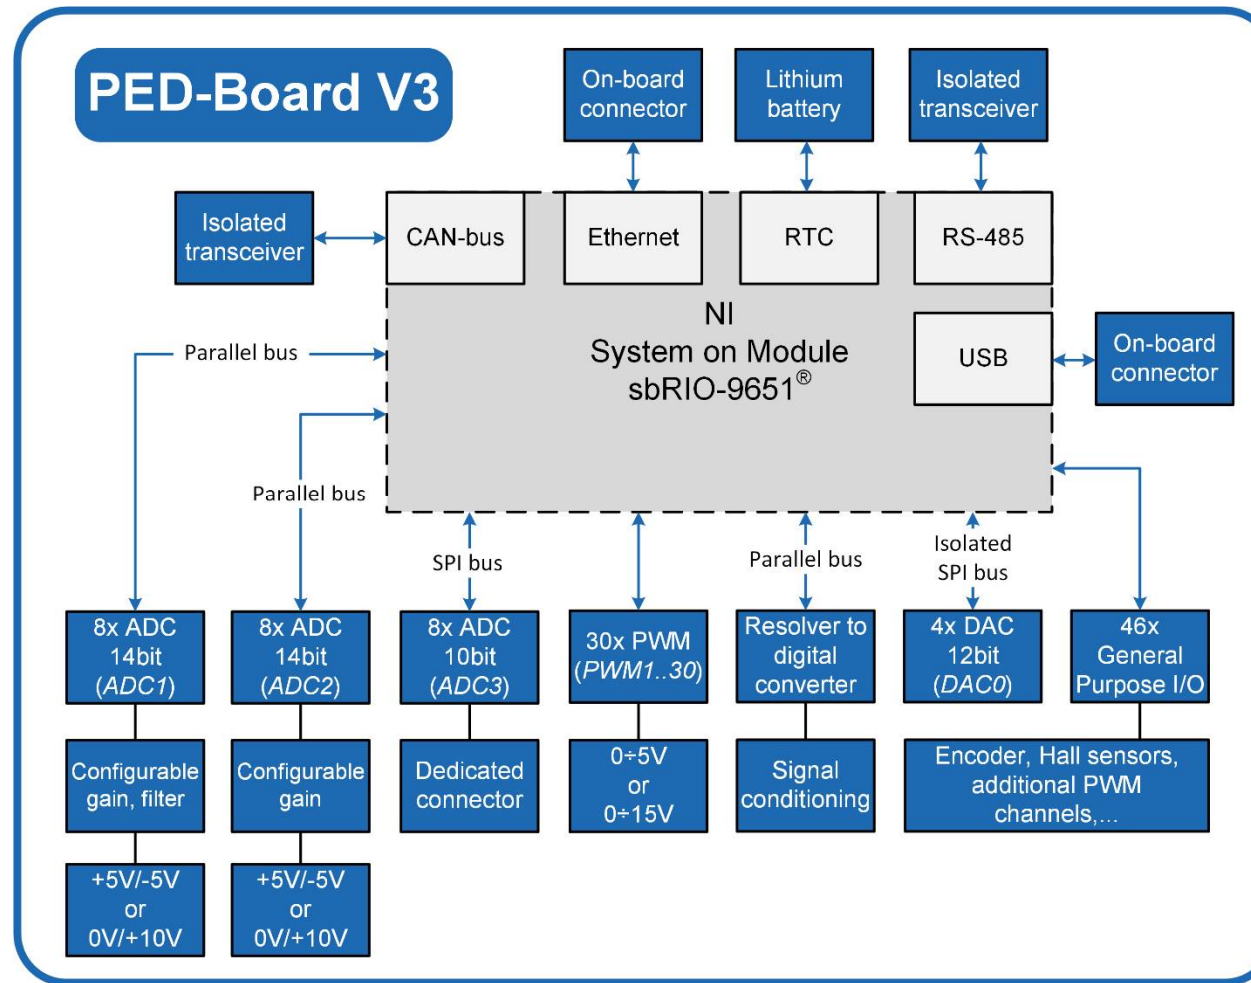 PED-Board V3
On-board
connector
Lithium
battery
Isolated
transceiver
Isolated
transceiver
CAN-bus
Ethernet
RTC
RS-485
NI
System on Module
sbRIO-9651®
USB
On-board
connector
Parallel bus
Parallel bus
SPI bus
Parallel bus
Isolated
SPI bus
8x ADC
14bit
(ADC1)
8x ADC
14bit
(ADC2)
8x ADC
10bit
(ADC3)
30x PWM
(PWM1..30)
Resolver to
digital
converter
4x DAC
12bit
(DAC0)
46x
General
Purpose I/O
Configurable
gain, filter
Configurable
gain
Dedicated
connector
0÷5V
or
0÷15V
Signal
conditioning
Encoder, Hall sensors,
additional PWM
channels,...
+5V/-5V
or
0V/+10V
+5V/-5V
or
0V/+10V